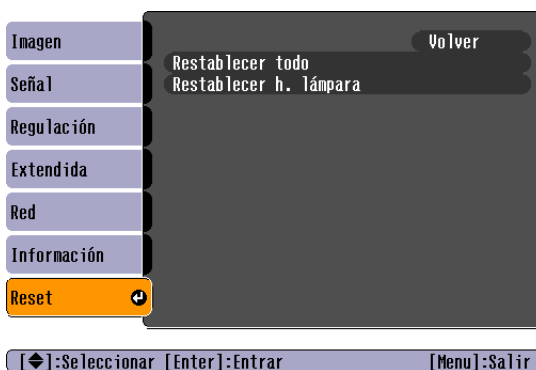 Imagen
Señal
Regulación
Extendida
Red
Información
Reset
Volver
Restablecer todo
Restablecer h. lámpara
[◆]:Seleccionar [Enter]:Entrar [Menu]:Salir